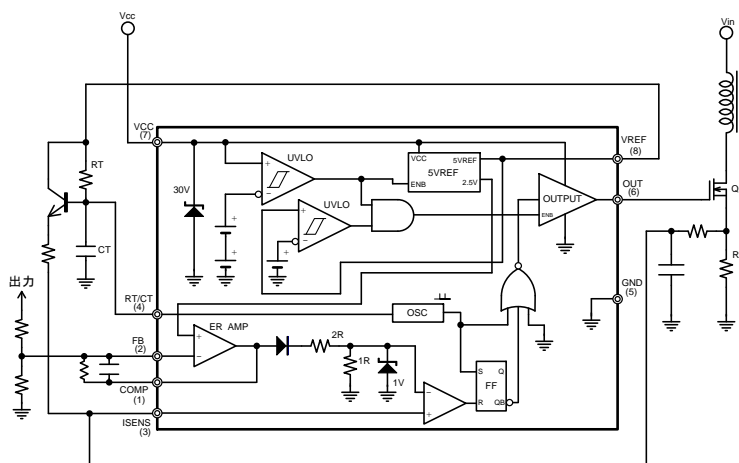 Vcc
Vin
VCC
(7)
VREF
(8)
RT
UVLO
VCC
5VREF
5VREF
2.5V
ENB
30V
UVLO
OUTPUT
ENB
OUT
(6)
Q
CT
出力
RT/CT
(4)
OSC
GND
(5)
R
ER AMP
FB
(2)
2R
1R
1V
COMP
(1)
S Q
FF
R QB
ISENS
(3)